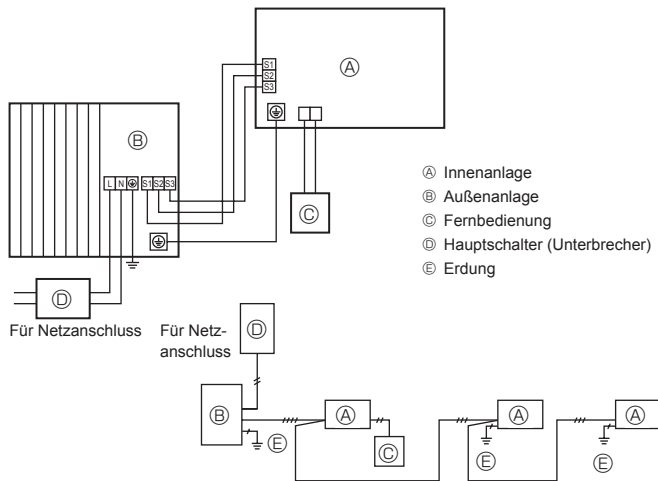 S1
S2
S3
Ⓐ
Ⓑ
L N S1 S2 S3
Ⓒ
Ⓐ Innenanlage
Ⓑ Außenanlage
Ⓒ Fernbedienung
Ⓓ Hauptschalter (Unterbrecher)
Ⓔ Erdung
Ⓓ
Für Netzanschluss
Für Netz-
anschluss
Ⓓ
Ⓑ
Ⓔ
Ⓐ
Ⓒ
Ⓐ
Ⓔ
Ⓐ
Ⓔ